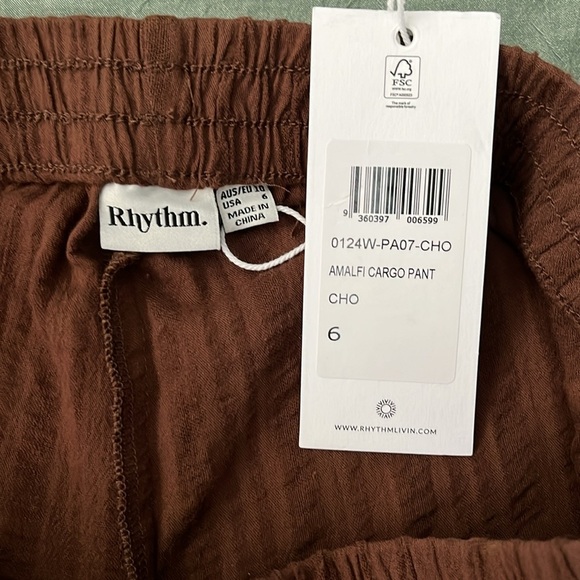 FSC
Rhythm.
AUS/EU 10
USA 6
MADE IN
CHINA
9 360397 006599
0124W-PA07-CHO
AMALFI CARGO PANT
CHO
6
WWW.RHYTHMLIVIN.COM